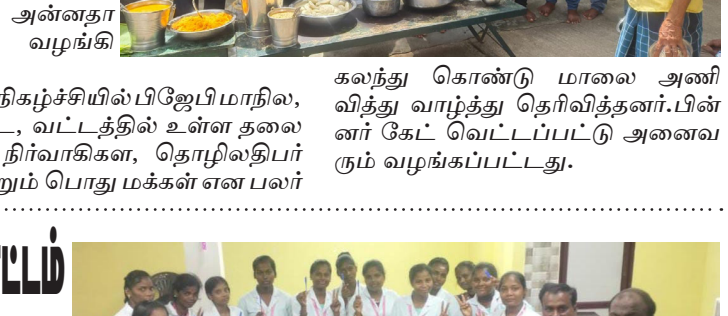 அன்னதா
வழங்கி
நிகழ்ச்சியில் பிஜேபி மாநில,
வட்டத்தில் உள்ள தலை
நிர்வாகிகள, தொழிலதிபர்
பொது மக்கள் என பலர்
கலந்து கொண்டு மாலை அணி
வித்து வாழ்த்து தெரிவித்தனர்.பின்
னர் கேட் வெட்டப்பட்டு அனைவ
ரும் வழங்கப்பட்டது.